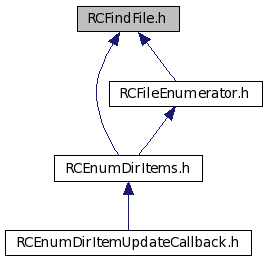 RCFindFile.h
RCFileEnumerator.h
RCEnumDirItems.h
RCEnumDirItemUpdateCallback.h